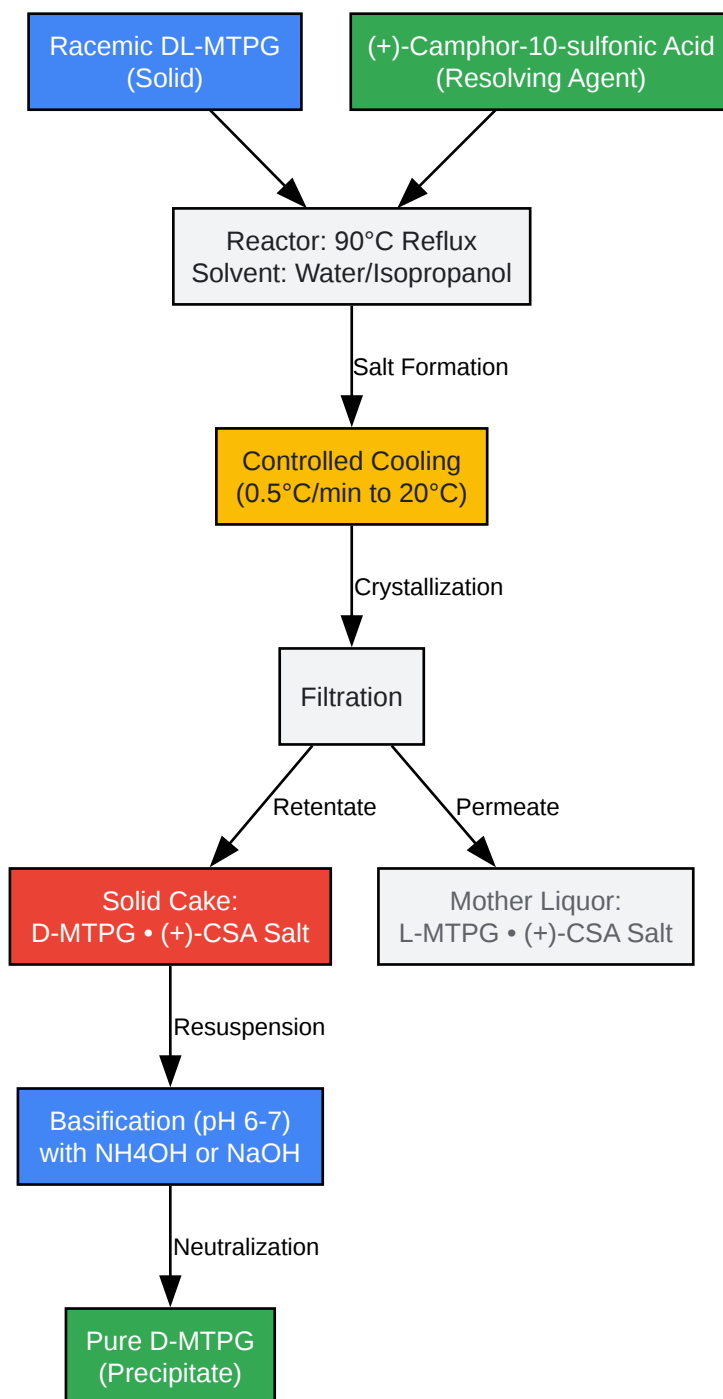 Racemic DL-MTPG
(Solid)
(+)-Camphor-10-sulfonic Acid
(Resolving Agent)
Reactor: 90°C Reflux
Solvent: Water/Isopropanol
Salt Formation
Controlled Cooling
(0.5°C/min to 20°C)
Crystallization
Filtration
Retentate
Permeate
Solid Cake:
D-MTPG • (+)-CSA Salt
Mother Liquor:
L-MTPG • (+)-CSA Salt
Resuspension
Basification (pH 6-7)
with NH4OH or NaOH
Neutralization
Pure D-MTPG
(Precipitate)